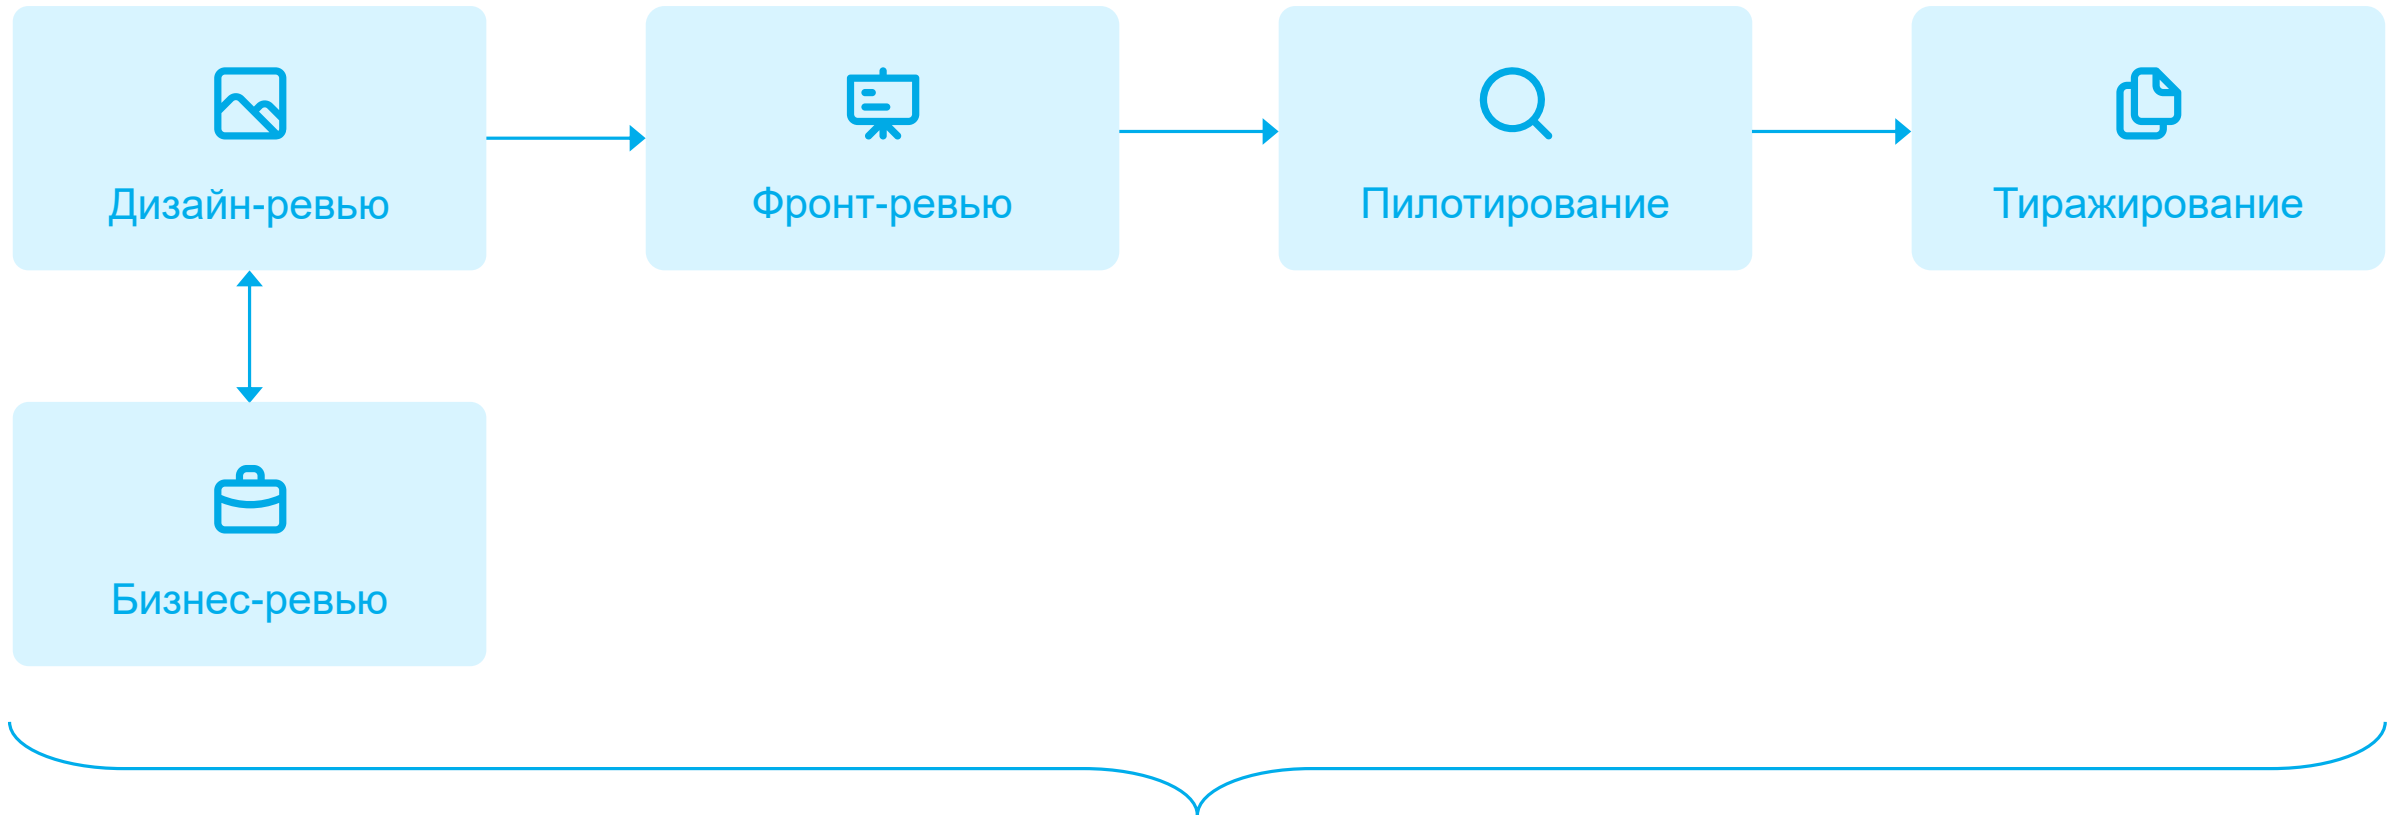 Дизайн-ревью
Фронт-ревью
Пилотирование
Тиражирование
Бизнес-ревью